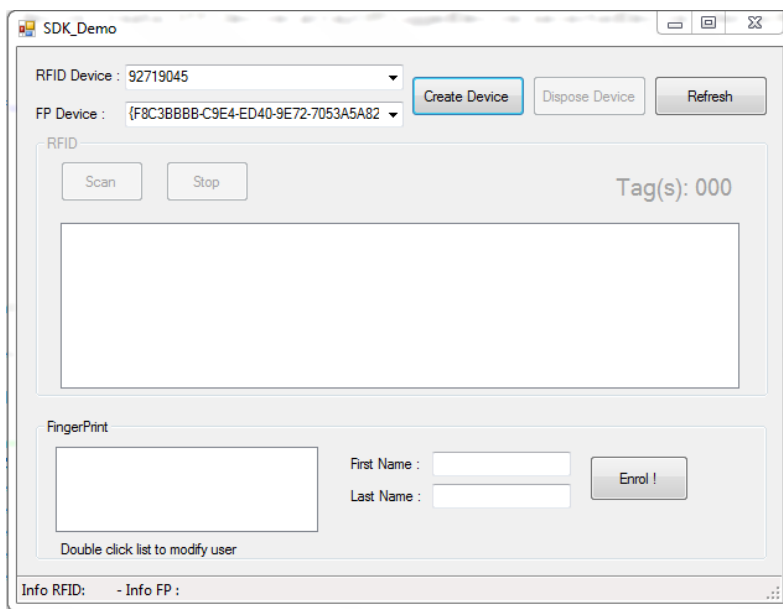 SDK_Demo
RFID Device : 92719045
Create Device Dispose Device Refresh
FP Device : {F8C3BBBB-C9E4-ED40-9E72-7053A5A82
RFID
Scan Stop Tag(s): 000
FingerPrint
First Name :
Enrol !
Last Name :
Double click list to modify user
Info RFID: - Info FP :